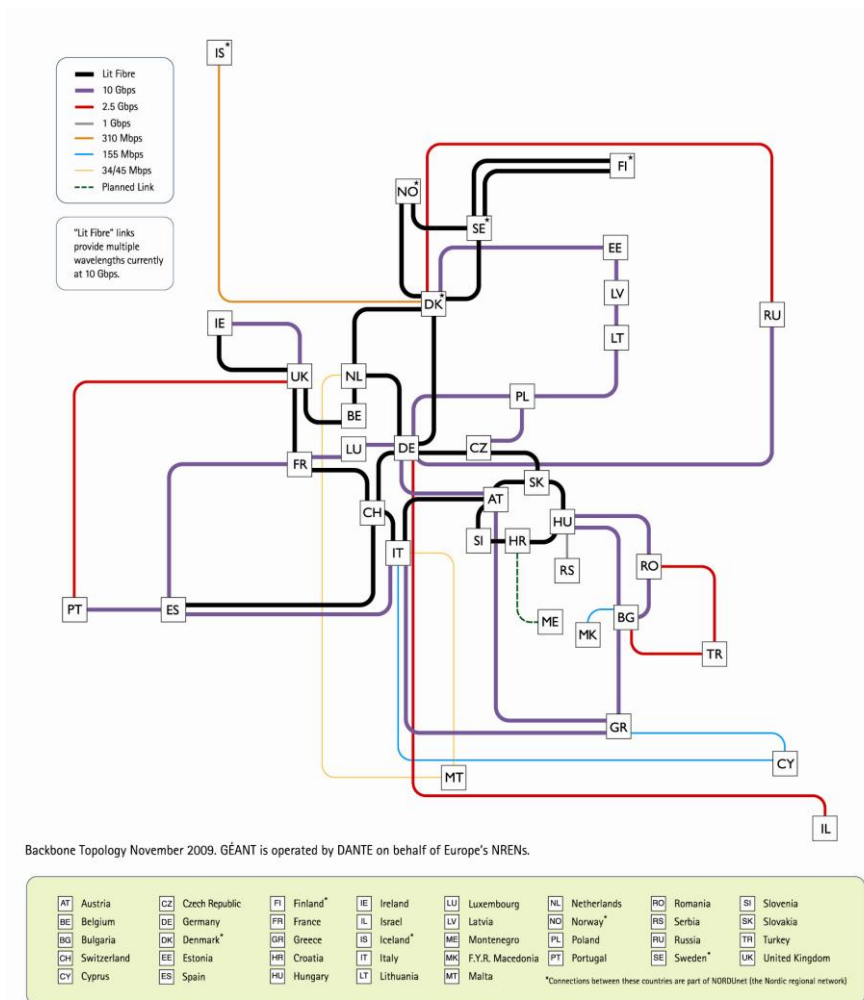 IS*
Lit Fibre
10 Gbps
2.5 Gbps
1 Gbps
310 Mbps
155 Mbps
34/45 Mbps
Planned Link
"Lit Fibre" links
provide multiple
wavelengths currently
at 10 Gbps.
FI*
NO*
SE*
EE
LV
DK*
RU
IE
LT
UK
NL
PL
BE
LU
DE
CZ
FR
SK
AT
CH
HU
SI
HR
IT
RS
RO
PT
ES
ME
MK
BG
TR
GR
CY
MT
IL
Backbone Topology November 2009. GÉANT is operated by DANTE on behalf of Europe's NRENs.
AT Austria
BE Belgium
BG Bulgaria
CH Switzerland
CY Cyprus
CZ Czech Republic
DE Germany
DK Denmark*
EE Estonia
ES Spain
FI Finland*
FR France
GR Greece
HR Croatia
HU Hungary
IE Ireland
IL Israel
IS Iceland*
IT Italy
LT Lithuania
LU Luxembourg
LV Latvia
ME Montenegro
MK F.Y.R. Macedonia
MT Malta
NL Netherlands
NO Norway*
PL Poland
PT Portugal
RO Romania
RS Serbia
RU Russia
SE Sweden*
SI Slovenia
SK Slovakia
TR Turkey
UK United Kingdom
*Connections between these countries are part of NORDUnet (the Nordic regional network)